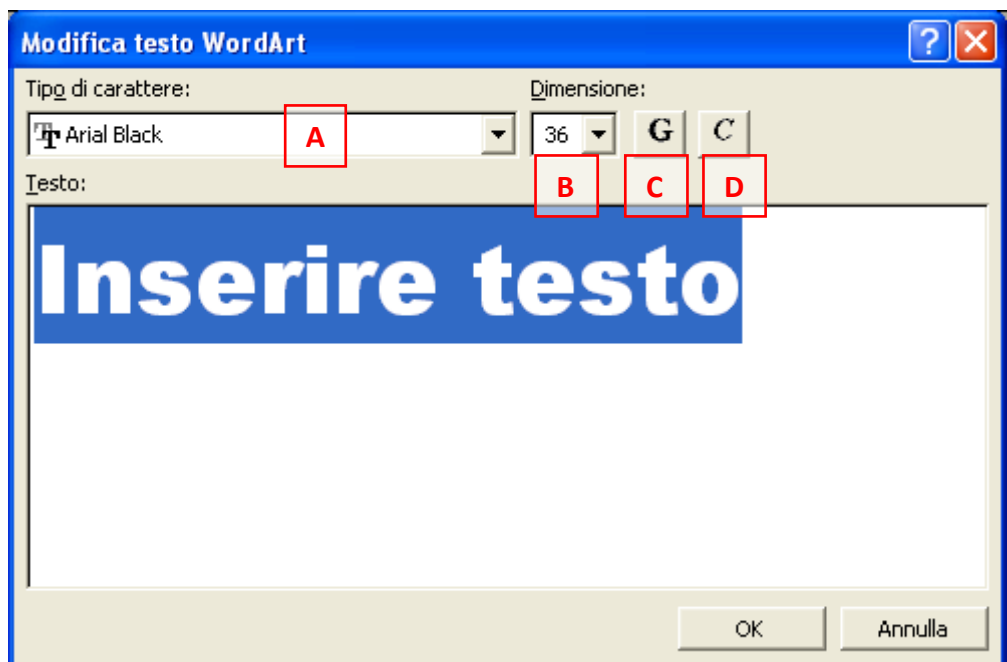 Modifica testo WordArt
Tipo di carattere: Dimensione:
Arial Black A 36 G C
B C D
Testo:
Inserire testo
OK Annulla